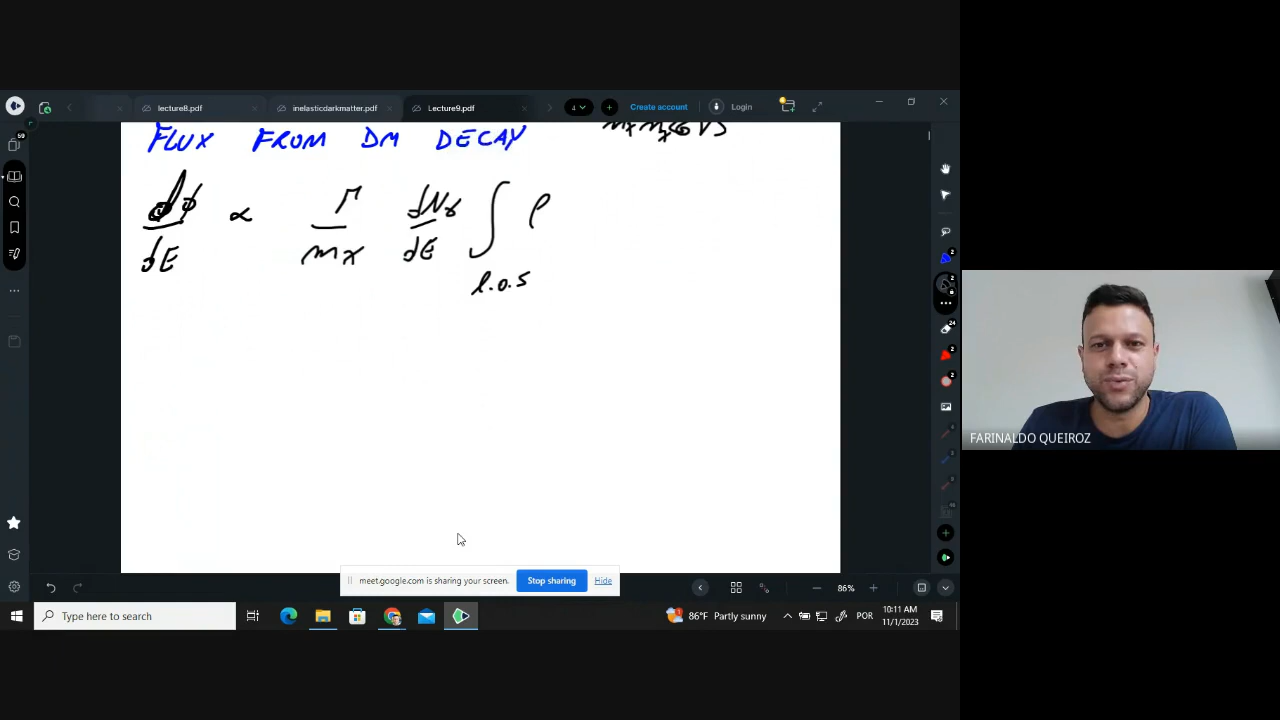 lecture8.pdf
inelasticdarkmatter.pdf
Lecture9.pdf
4
Create account
Login
FLUX FROM DM DECAY
dϕ/dE ∝ Γ/mχ dNγ/dE ∫ ρ
l.o.s
FARINALDO QUEIROZ
meet.google.com is sharing your screen.
Stop sharing
Hide
86%
Type here to search
86°F Partly sunny
POR
10:11 AM
11/1/2023